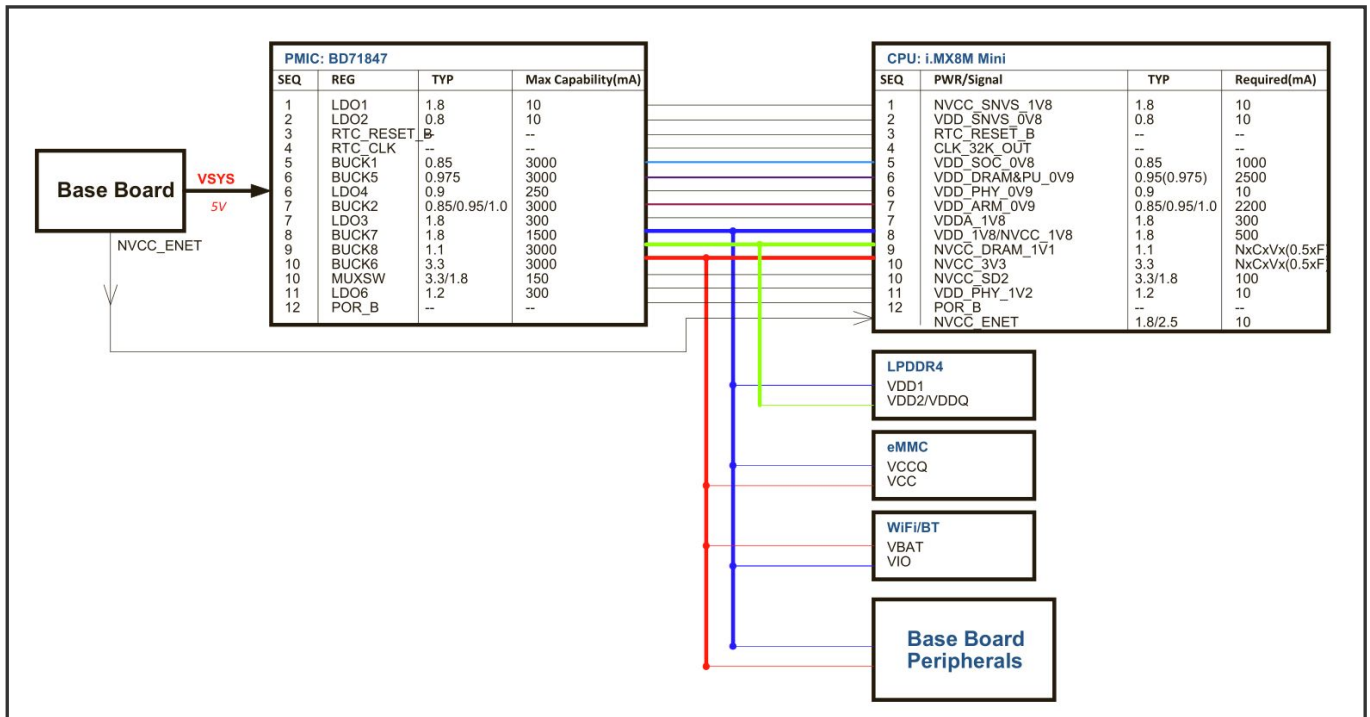 PMIC: BD71847
SEQ REG TYP Max Capability(mA)
1 LDO1 1.8 10
2 LDO2 0.8 10
3 RTC_RESET_B -- --
4 RTC_CLK -- --
5 BUCK1 0.85 3000
6 BUCK5 0.975 3000
6 LDO4 0.9 250
7 BUCK2 0.85/0.95/1.0 3000
7 LDO3 1.8 300
8 BUCK7 1.8 1500
9 BUCK8 1.1 3000
10 BUCK6 3.3 3000
10 MUXSW 3.3/1.8 150
11 LDO6 1.2 300
12 POR_B -- --
CPU: i.MX8M Mini
SEQ PWR/Signal TYP Required(mA)
1 NVCC_SNVS_1V8 1.8 10
2 VDD_SNVS_0V8 0.8 10
3 RTC_RESET_B -- --
4 CLK_32K_OUT -- --
5 VDD_SOC_0V8 0.85 1000
6 VDD_DRAM&PU_0V9 0.95(0.975) 2500
6 VDD_PHY_0V9 0.9 10
7 VDD_ARM_0V9 0.85/0.95/1.0 2200
7 VDDA_1V8 1.8 300
8 VDD_1V8/NVCC_1V8 1.8 500
9 NVCC_DRAM_1V1 1.1 NxCxVx(0.5xF
10 NVCC_3V3 3.3 NxCxVx(0.5xF
10 NVCC_SD2 3.3/1.8 100
11 VDD_PHY_1V2 1.2 10
12 POR_B -- --
NVCC_ENET 1.8/2.5 10
Base Board
VSYS
5V
NVCC_ENET
LPDDR4
VDD1
VDD2/VDDQ
eMMC
VCCQ
VCC
WiFi/BT
VBAT
VIO
Base Board
Peripherals